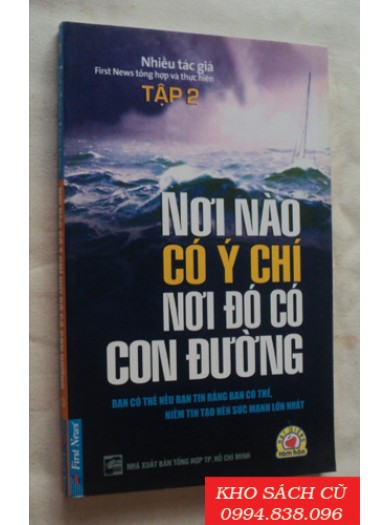 Nhiều tác giả
First News tổng hợp và thực hiện
TẬP 2
NƠI NÀO
CÓ Ý CHÍ
NƠI ĐÓ CÓ
CON ĐƯỜNG
BẠN CÓ THỂ NẾU BẠN TIN RẰNG BẠN CÓ THỂ,
NIỀM TIN TẠO NÊN SỨC MẠNH LỚN NHẤT
First News
NHÀ XUẤT BẢN TỔNG HỢP TP. HỒ CHÍ MINH
tâm hồn
KHO SÁCH CŨ
0994.838.096